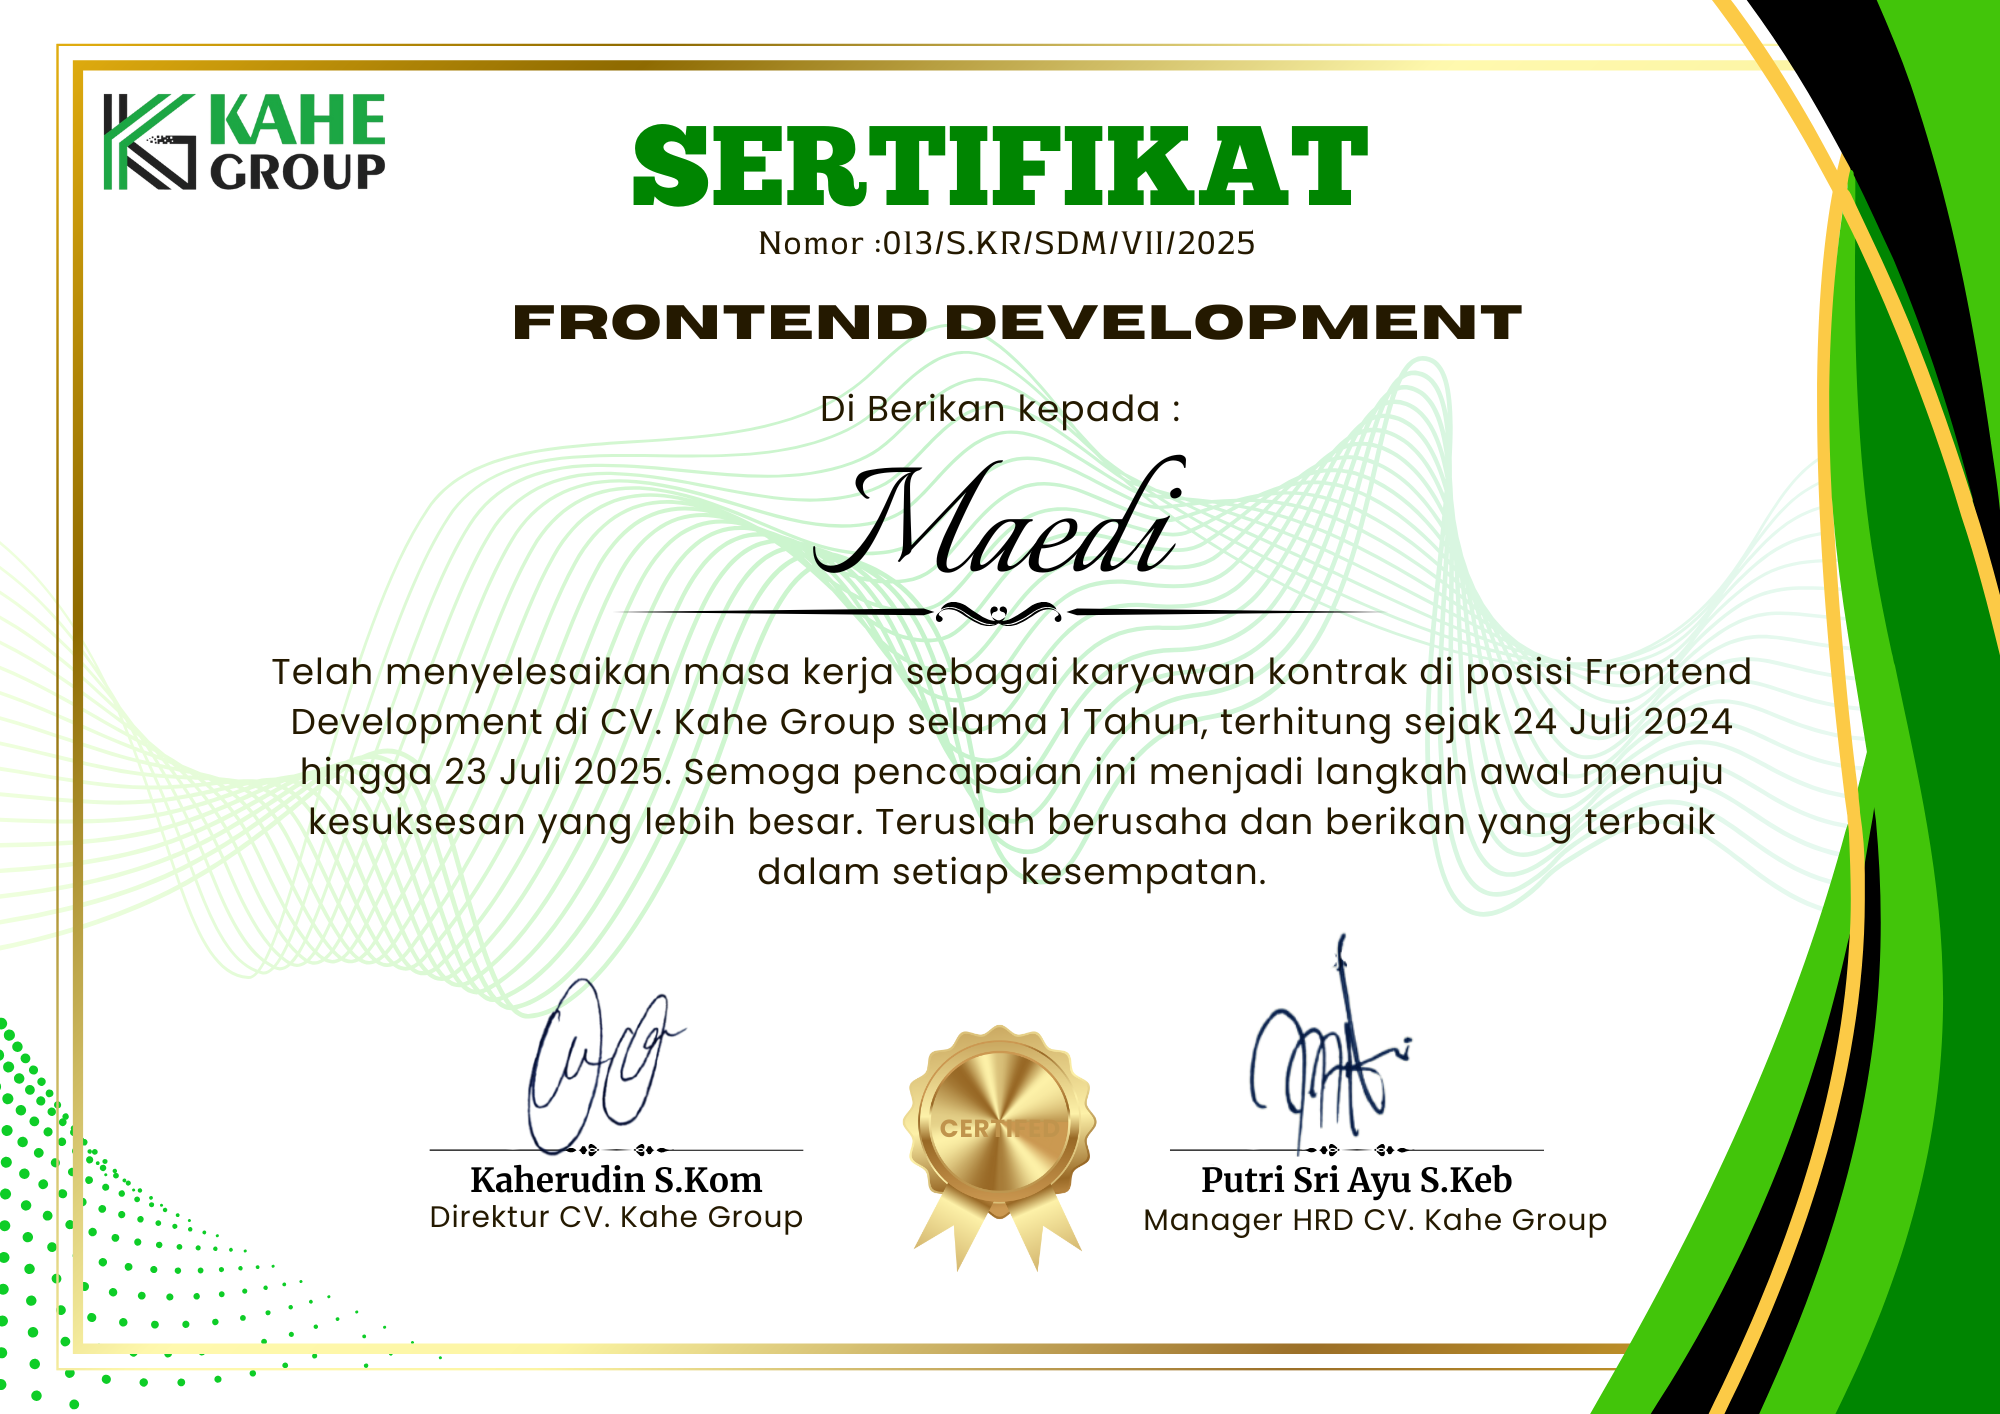 KAHE
GROUP
SERTIFIKAT
Nomor :013/S.KR/SDM/VII/2025
FRONTEND DEVELOPMENT
Di Berikan kepada :
Maedi
Telah menyelesaikan masa kerja sebagai karyawan kontrak di posisi Frontend
Development di CV. Kahe Group selama 1 Tahun, terhitung sejak 24 Juli 2024
hingga 23 Juli 2025. Semoga pencapaian ini menjadi langkah awal menuju
kesuksesan yang lebih besar. Teruslah berusaha dan berikan yang terbaik
dalam setiap kesempatan.
CERTIFED
Kaherudin S.Kom
Direktur CV. Kahe Group
Putri Sri Ayu S.Keb
Manager HRD CV. Kahe Group